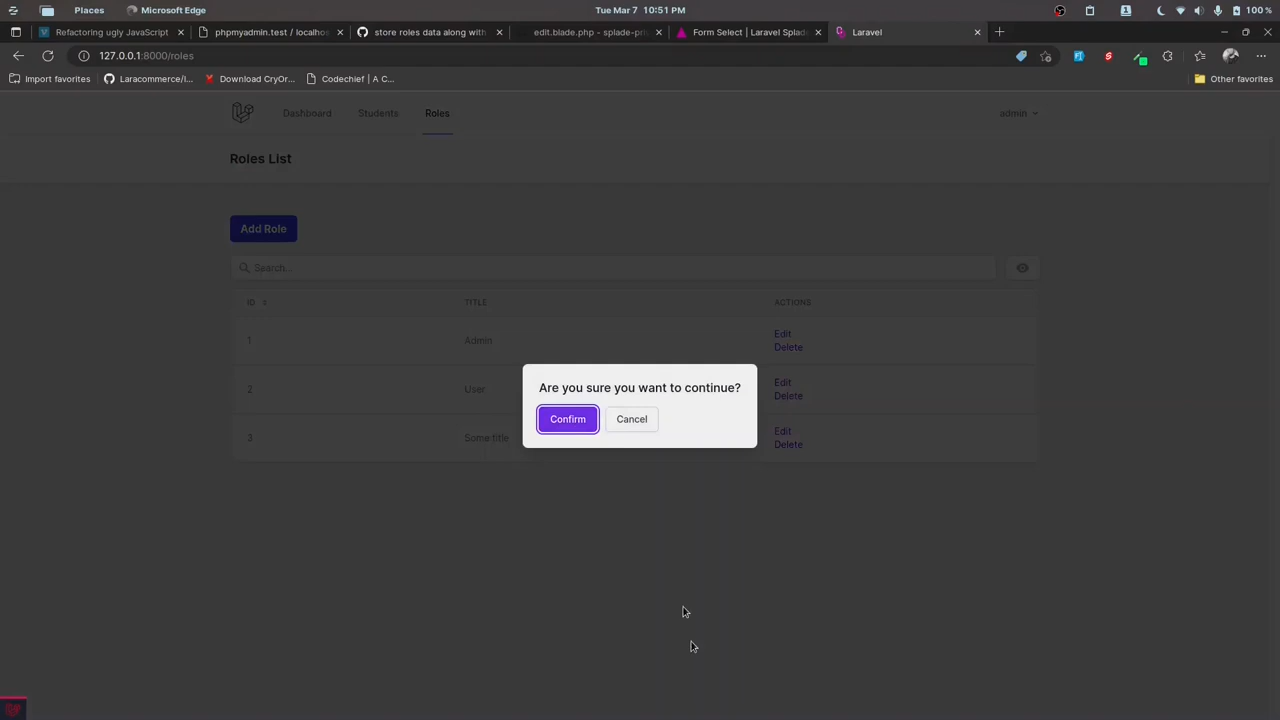 Places
Microsoft Edge
Tue Mar 7 10:51 PM
100 %
Refactoring ugly JavaScript
phpmyadmin.test / localhos
store roles data along with
edit.blade.php - splade-pri
Form Select | Laravel Splade
Laravel
127.0.0.1:8000/roles
Import favorites
Laracommerce/l...
Download CryOr...
Codechief | A C...
Other favorites
Dashboard
Students
Roles
admin
Roles List
Add Role
Search...
ID
TITLE
ACTIONS
1
Admin
Edit
Delete
2
User
Edit
Delete
3
Some title
Edit
Delete
Are you sure you want to continue?
Confirm
Cancel